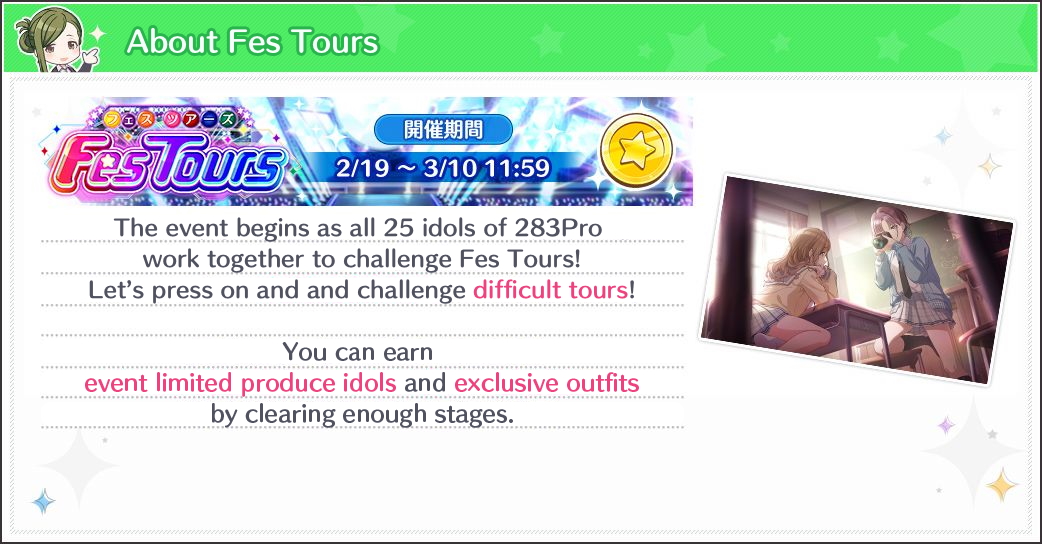 About Fes Tours
フェスツアーズ
FesTours
開催期間
2/19 ～ 3/10 11:59
The event begins as all 25 idols of 283Pro
work together to challenge Fes Tours!
Let's press on and and challenge difficult tours!
You can earn
event limited produce idols and exclusive outfits
by clearing enough stages.